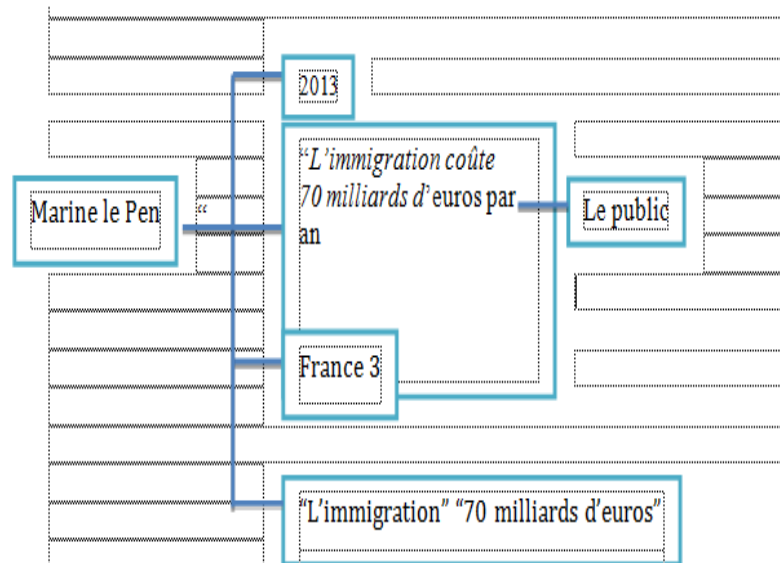 2013
“L’immigration coûte
70 milliards d’euros par
an
Marine le Pen
“
Le public
France 3
“L’immigration” “70 milliards d’euros”